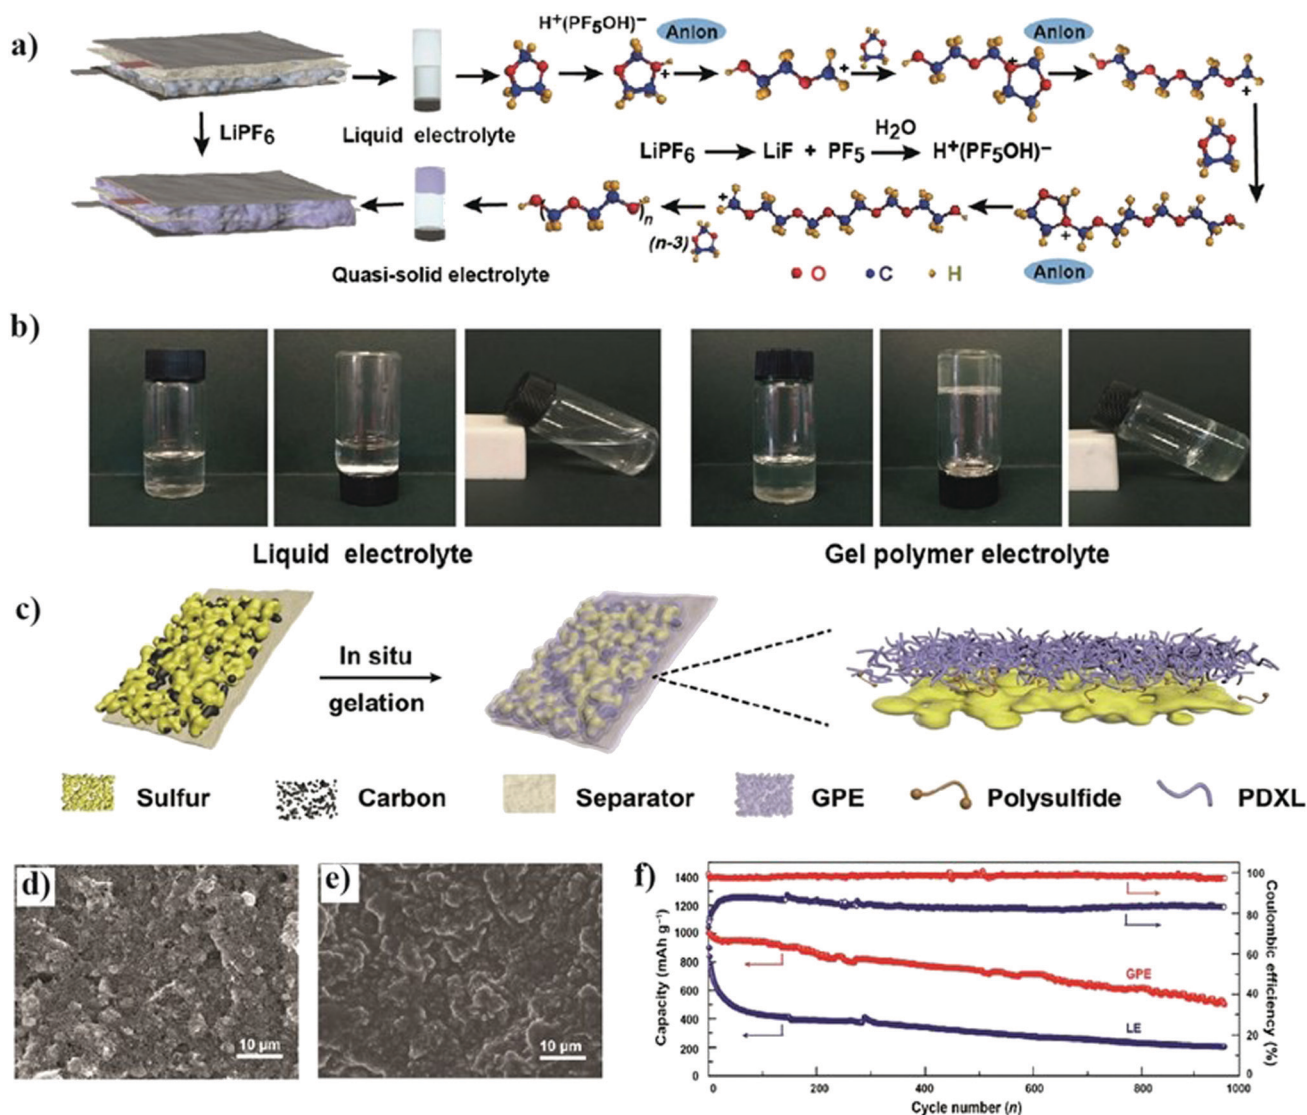 a)
H⁺(PF₅OH)⁻
Anion
Anion
+
+
+
+
LiPF₆
Liquid electrolyte
H₂O
LiPF₆ → LiF + PF₅ → H⁺(PF₅OH)⁻
+
n
(n-3)
+
Quasi-solid electrolyte
O C H
Anion
b)
Liquid electrolyte
Gel polymer electrolyte
c)
In situ
gelation
Sulfur Carbon Separator GPE Polysulfide PDXL
d)
10 µm
e)
10 µm
f)
Capacity (mAh g⁻¹)
1400
1200
1000
800
600
400
200
0
GPE
LE
100
80
60
40
20
0
Coulombic efficiency (%)
0 200 400 600 800 1000
Cycle number (n)